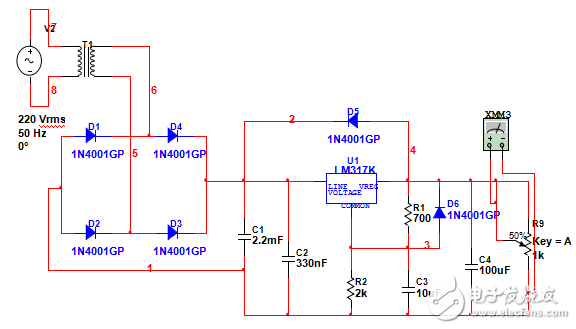 V2
7
T1
8
6
220 Vrms
50 Hz
0°
D1
1N4001GP
D4
1N4001GP
5
D2
1N4001GP
D3
1N4001GP
1
2
D5
1N4001GP
4
XMM3
U1
LM317K
LINE VREG
VOLTAGE
COMMON
C1
2.2mF
C2
330nF
R1
700
D6
1N4001GP
3
R2
2k
C3
10uF
C4
100uF
R9
50%
Key = A
1k
电子发烧友
www.elecfans.com